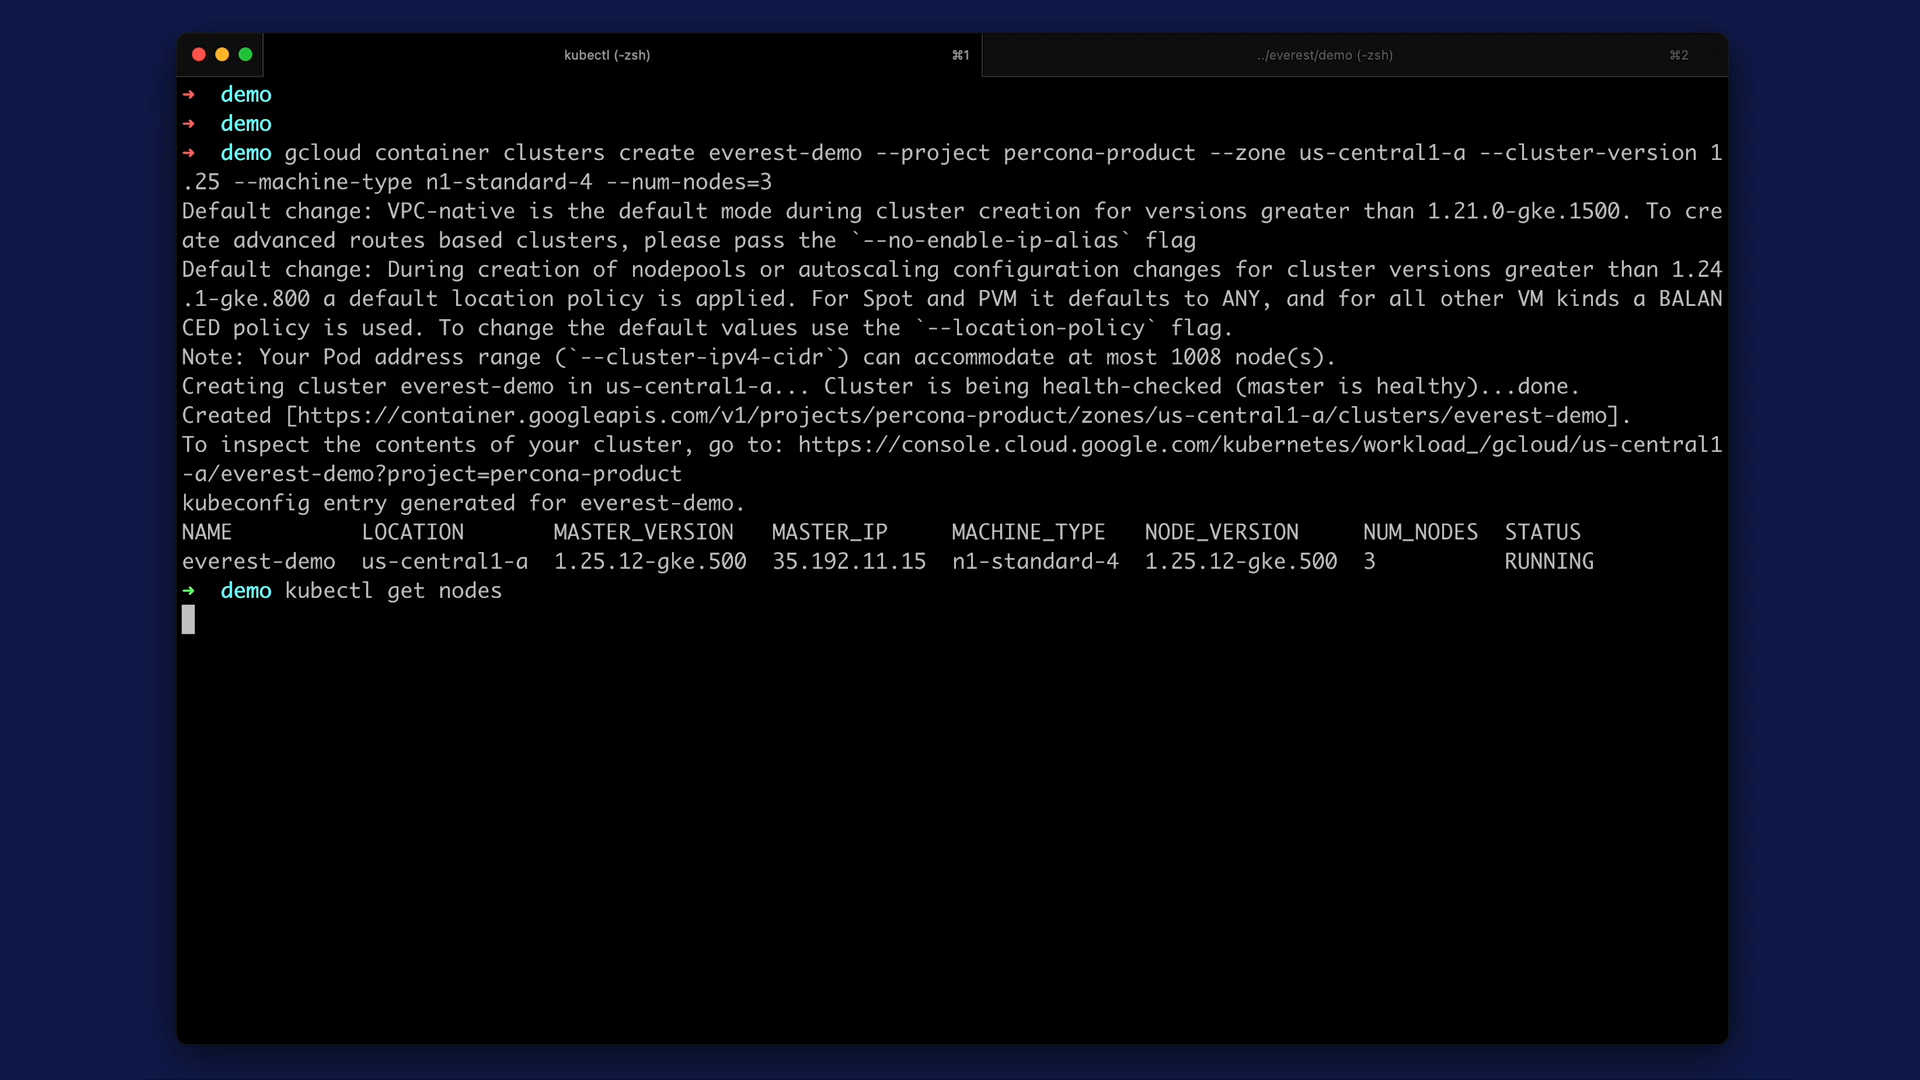 kubectl (-zsh) ⌘1 ../everest/demo (-zsh) ⌘2
➜ demo
➜ demo
➜ demo gcloud container clusters create everest-demo --project percona-product --zone us-central1-a --cluster-version 1
.25 --machine-type n1-standard-4 --num-nodes=3
Default change: VPC-native is the default mode during cluster creation for versions greater than 1.21.0-gke.1500. To cre
ate advanced routes based clusters, please pass the `--no-enable-ip-alias` flag
Default change: During creation of nodepools or autoscaling configuration changes for cluster versions greater than 1.24
.1-gke.800 a default location policy is applied. For Spot and PVM it defaults to ANY, and for all other VM kinds a BALAN
CED policy is used. To change the default values use the `--location-policy` flag.
Note: Your Pod address range (`--cluster-ipv4-cidr`) can accommodate at most 1008 node(s).
Creating cluster everest-demo in us-central1-a... Cluster is being health-checked (master is healthy)...done.
Created [https://container.googleapis.com/v1/projects/percona-product/zones/us-central1-a/clusters/everest-demo].
To inspect the contents of your cluster, go to: https://console.cloud.google.com/kubernetes/workload_/gcloud/us-central1
-a/everest-demo?project=percona-product
kubeconfig entry generated for everest-demo.
NAME LOCATION MASTER_VERSION MASTER_IP MACHINE_TYPE NODE_VERSION NUM_NODES STATUS
everest-demo us-central1-a 1.25.12-gke.500 35.192.11.15 n1-standard-4 1.25.12-gke.500 3 RUNNING
➜ demo kubectl get nodes